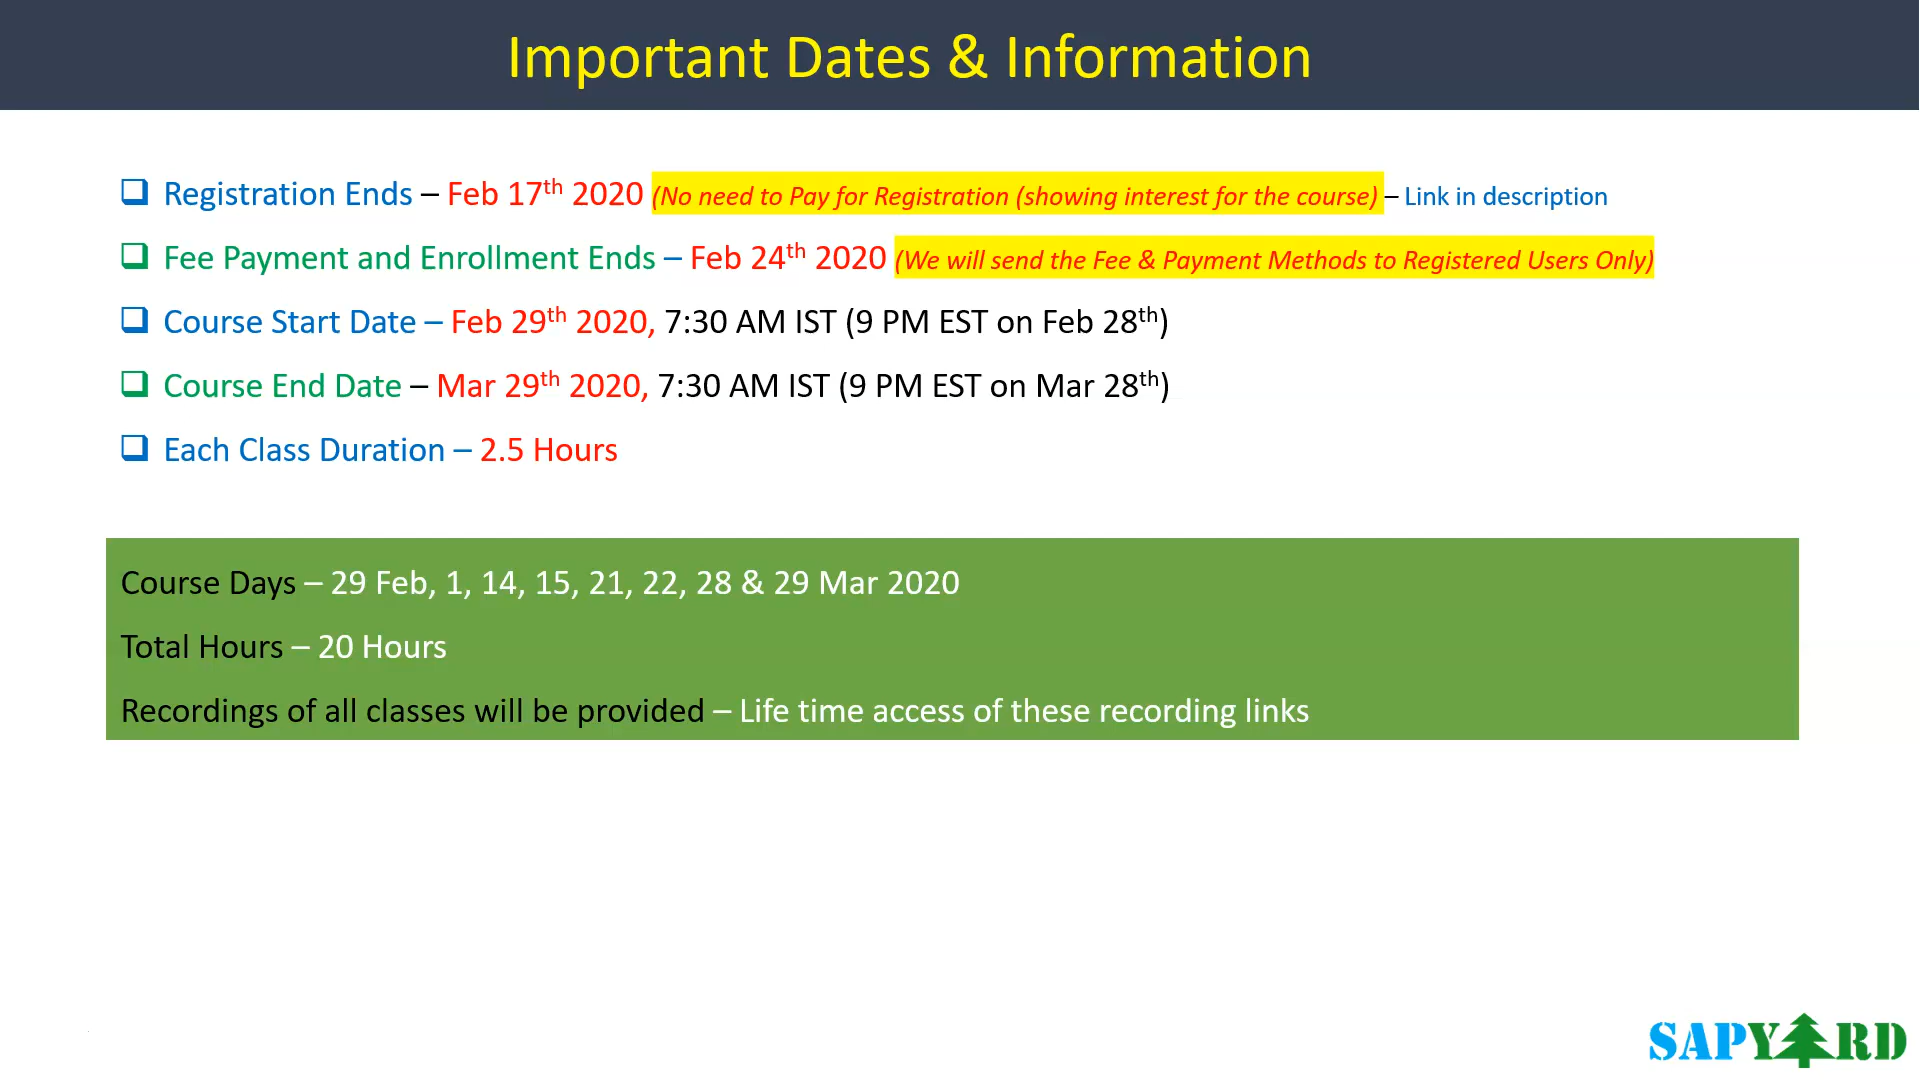 Important Dates & Information
Registration Ends – Feb 17th 2020 (No need to Pay for Registration (showing interest for the course) – Link in description
Fee Payment and Enrollment Ends – Feb 24th 2020 (We will send the Fee & Payment Methods to Registered Users Only)
Course Start Date – Feb 29th 2020, 7:30 AM IST (9 PM EST on Feb 28th)
Course End Date – Mar 29th 2020, 7:30 AM IST (9 PM EST on Mar 28th)
Each Class Duration – 2.5 Hours
Course Days – 29 Feb, 1, 14, 15, 21, 22, 28 & 29 Mar 2020
Total Hours – 20 Hours
Recordings of all classes will be provided – Life time access of these recording links
SAPYARD